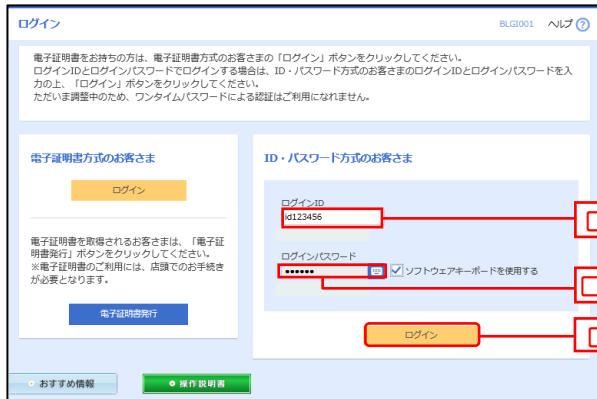 ログイン
BLGI001 ヘルプ ?
電子証明書をお持ちの方は、電子証明書方式のお客さまの「ログイン」ボタンをクリックしてください。
ログインIDとログインパスワードでログインする場合は、ID・パスワード方式のお客さまのログインIDとログインパスワードを入
力の上、「ログイン」ボタンをクリックしてください。
ただいま調整中のため、ワンタイムパスワードによる認証はご利用になれません。
電子証明書方式のお客さま
ログイン
電子証明書を取得されるお客さまは、「電子証
明書発行」ボタンをクリックしてください。
※電子証明書のご利用には、店頭でのお手続き
が必要となります。
電子証明書発行
ID・パスワード方式のお客さま
ログインID
id123456
ログインパスワード
●●●●●●
ソフトウェアキーボードを使用する
ログイン
おすすめ情報
操作説明書